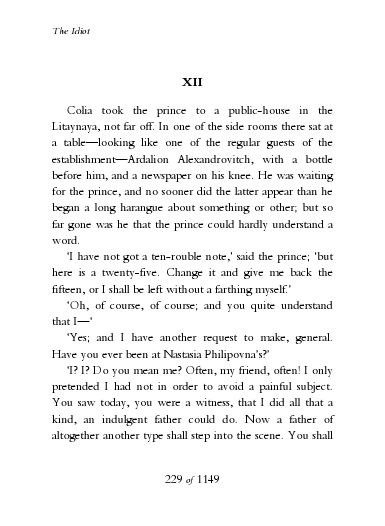 The Idiot
XII
Colia took the prince to a public-house in the
Litaynaya, not far off. In one of the side rooms there sat at
a table—looking like one of the regular guests of the
establishment—Ardalion Alexandrovitch, with a bottle
before him, and a newspaper on his knee. He was waiting
for the prince, and no sooner did the latter appear than he
began a long harangue about something or other; but so
far gone was he that the prince could hardly understand a
word.
'I have not got a ten-rouble note,' said the prince; 'but
here is a twenty-five. Change it and give me back the
fifteen, or I shall be left without a farthing myself.'
'Oh, of course, of course; and you quite understand
that I—'
'Yes; and I have another request to make, general.
Have you ever been at Nastasia Philipovna's?'
'I? I? Do you mean me? Often, my friend, often! I only
pretended I had not in order to avoid a painful subject.
You saw today, you were a witness, that I did all that a
kind, an indulgent father could do. Now a father of
altogether another type shall step into the scene. You shall
229 of 1149